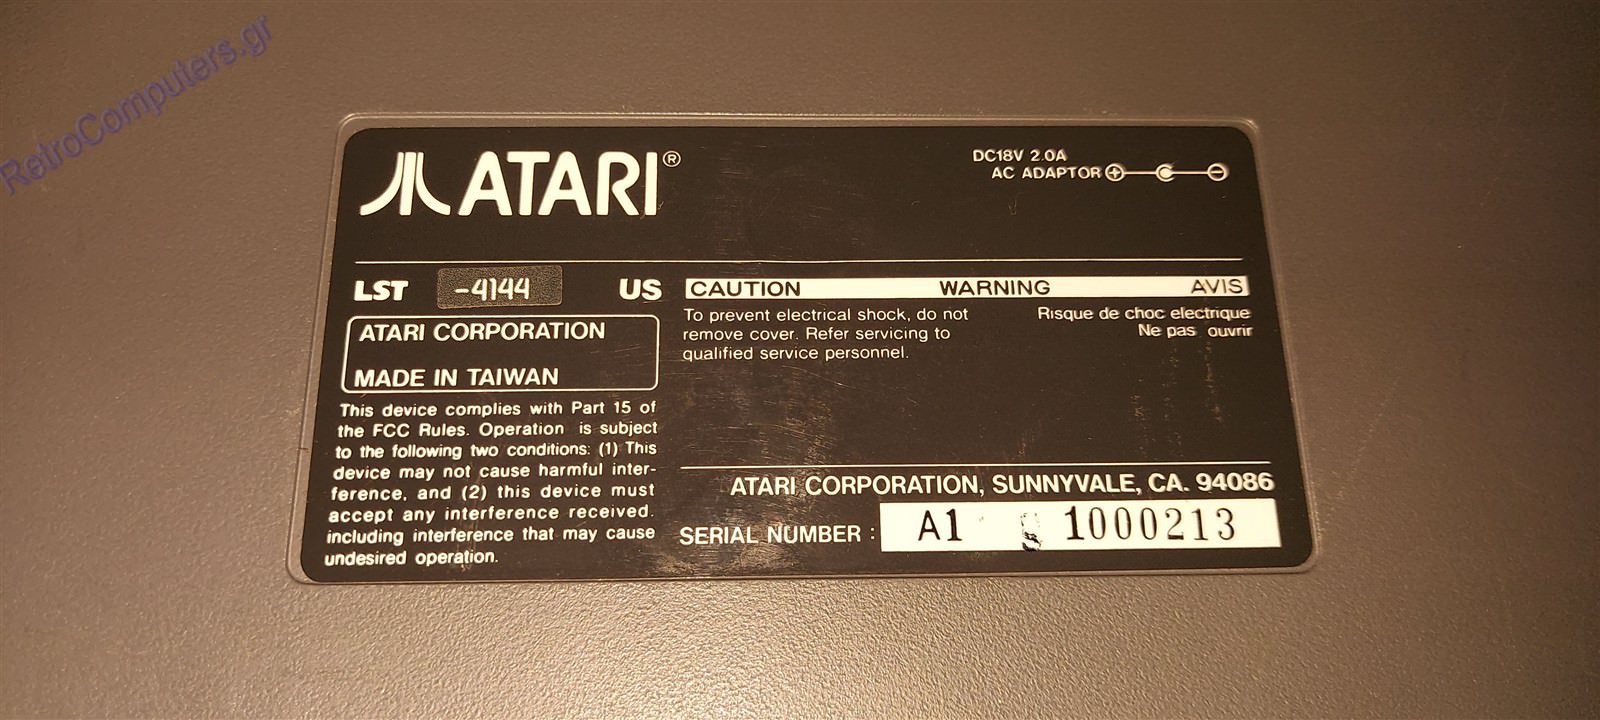 RetroComputers.gr
ATARI®
DC18V 2.0A
AC ADAPTOR
LST -4144 US
ATARI CORPORATION
MADE IN TAIWAN
This device complies with Part 15 of
the FCC Rules. Operation is subject
to the following two conditions: (1) This
device may not cause harmful inter-
ference, and (2) this device must
accept any interference received.
including interference that may cause
undesired operation.
CAUTION WARNING AVIS
To prevent electrical shock, do not
remove cover. Refer servicing to
qualified service personnel.
Risque de choc electrique
Ne pas ouvrir
ATARI CORPORATION, SUNNYVALE, CA. 94086
SERIAL NUMBER : A1 1000213